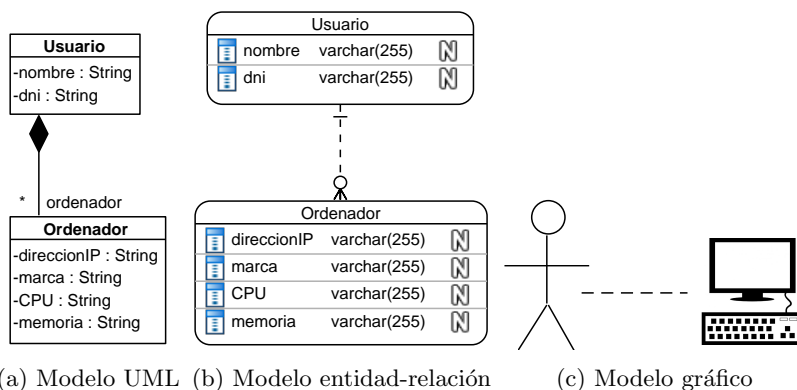 Usuario
-nombre : String
-dni : String
* ordenador
Ordenador
-direccionIP : String
-marca : String
-CPU : String
-memoria : String
Usuario
nombre varchar(255) N
dni varchar(255) N
Ordenador
direccionIP varchar(255) N
marca varchar(255) N
CPU varchar(255) N
memoria varchar(255) N
(a) Modelo UML (b) Modelo entidad-relación (c) Modelo gráfico